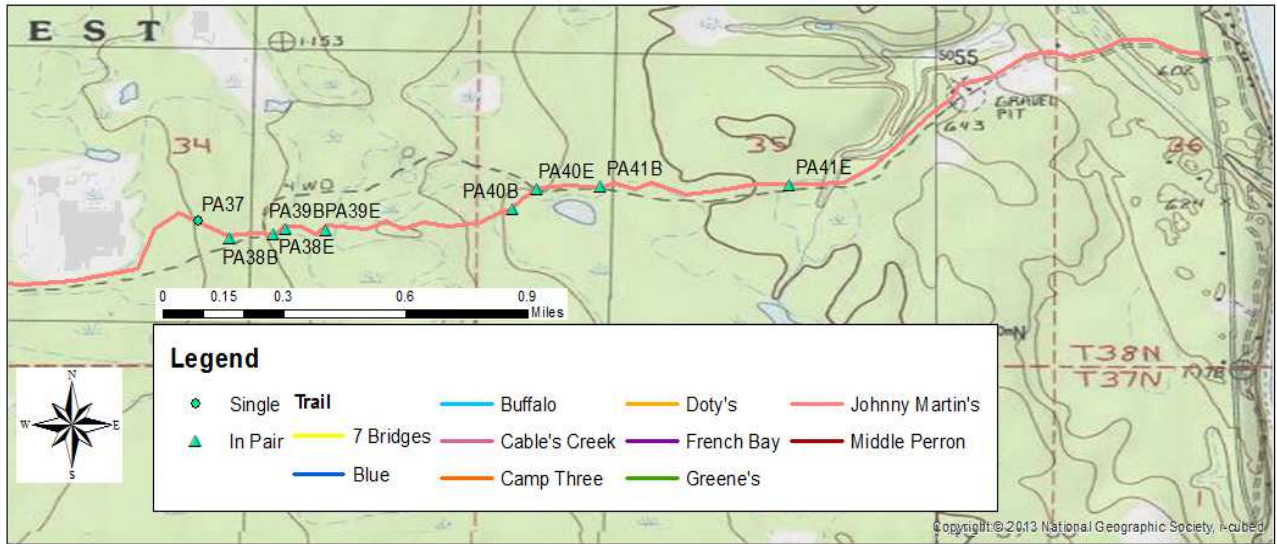 E S T
1153
5055
602
GRAVEL
PIT
643
34
35
36
684
4WD
PA37
PA38B
PA38E
PA39B
PA39E
PA40B
PA40E
PA41B
PA41E
0 0.15 0.3 0.6 0.9
Miles
T38N
T37N
Legend
Single
In Pair
Trail
7 Bridges
Blue
Buffalo
Cable's Creek
Camp Three
Doty's
French Bay
Greene's
Johnny Martin's
Middle Perron
N
W E
S
Copyright:© 2013 National Geographic Society, i-cubed